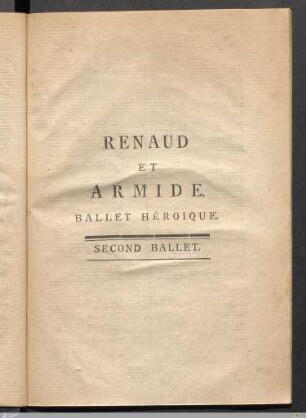 RENAUD
ET
ARMIDE.
BALLET HÉROIQUE.
SECOND BALLET.